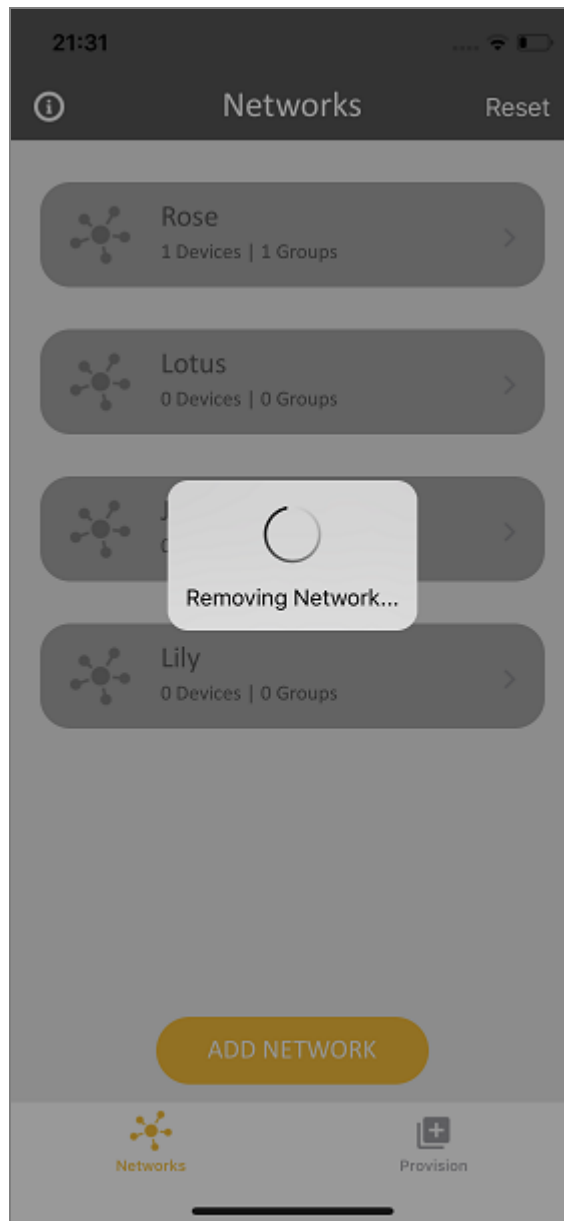 21:31
Networks
Reset
Rose
1 Devices | 1 Groups
Lotus
0 Devices | 0 Groups
J
Removing Network...
Lily
0 Devices | 0 Groups
ADD NETWORK
Networks
Provision